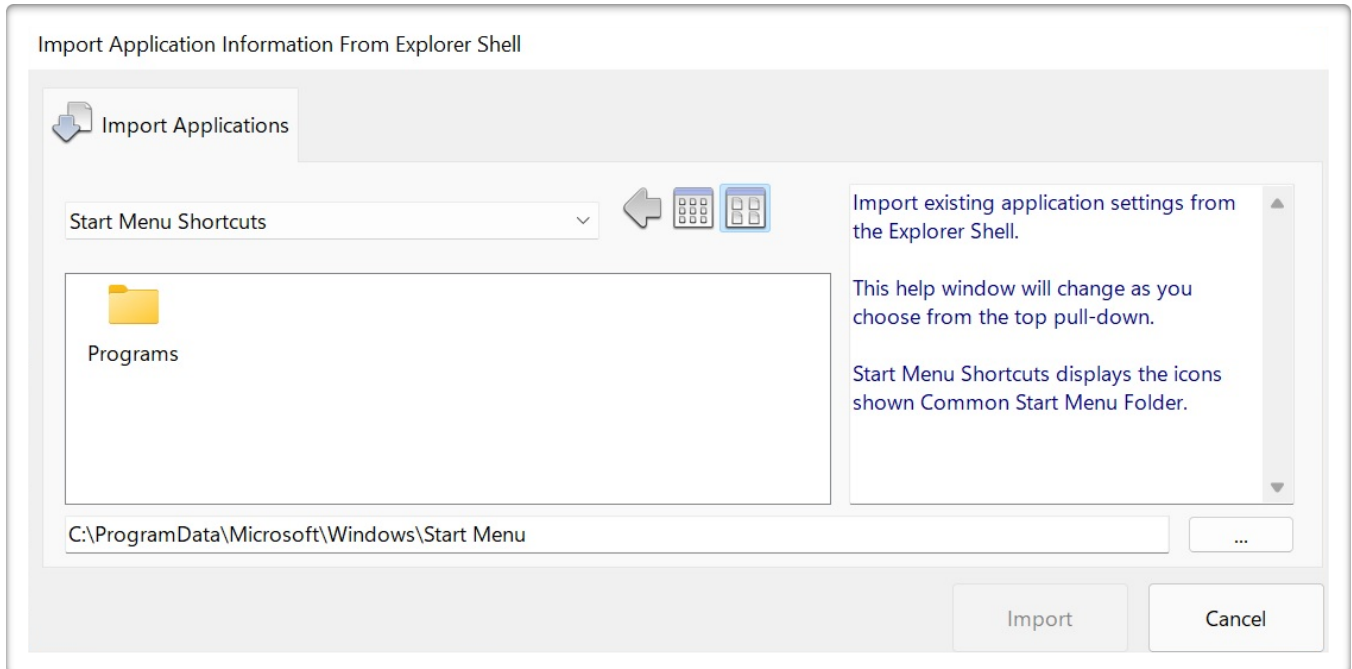 Import Application Information From Explorer Shell
Import Applications
Start Menu Shortcuts
Programs
Import existing application settings from
the Explorer Shell.
This help window will change as you
choose from the top pull-down.
Start Menu Shortcuts displays the icons
shown Common Start Menu Folder.
C:\ProgramData\Microsoft\Windows\Start Menu
...
Import
Cancel